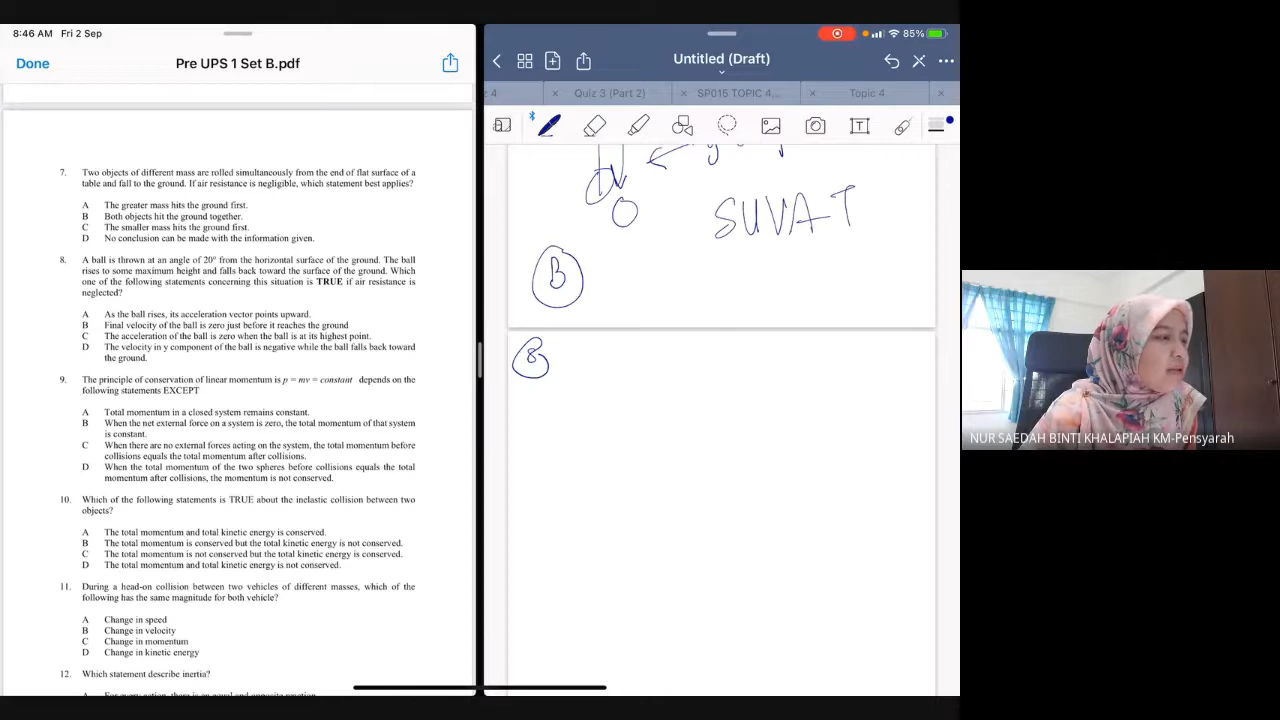 8:46 AM Fri 2 Sep
Done
Pre UPS 1 Set B.pdf
7. Two objects of different mass are rolled simultaneously from the end of flat surface of a
table and fall to the ground. If air resistance is negligible, which statement best applies?
A The greater mass hits the ground first.
B Both objects hit the ground together.
C The smaller mass hits the ground first.
D No conclusion can be made with the information given.
8. A ball is thrown at an angle of 20° from the horizontal surface of the ground. The ball
rises to some maximum height and falls back toward the surface of the ground. Which
one of the following statements concerning this situation is TRUE if air resistance is
neglected?
A As the ball rises, its acceleration vector points upward.
B Final velocity of the ball is zero just before it reaches the ground
C The acceleration of the ball is zero when the ball is at its highest point.
D The velocity in y component of the ball is negative while the ball falls back toward
the ground.
9. The principle of conservation of linear momentum is p = mv = constant depends on the
following statements EXCEPT
A Total momentum in a closed system remains constant.
B When the net external force on a system is zero, the total momentum of that system
is constant.
C When there are no external forces acting on the system, the total momentum before
collisions equals the total momentum after collisions.
D When the total momentum of the two spheres before collisions equals the total
momentum after collisions, the momentum is not conserved.
10. Which of the following statements is TRUE about the inelastic collision between two
objects?
A The total momentum and total kinetic energy is conserved.
B The total momentum is conserved but the total kinetic energy is not conserved.
C The total momentum is not conserved but the total kinetic energy is conserved.
D The total momentum and total kinetic energy is not conserved.
11. During a head-on collision between two vehicles of different masses, which of the
following has the same magnitude for both vehicle?
A Change in speed
B Change in velocity
C Change in momentum
D Change in kinetic energy
12. Which statement describe inertia?
A For every action, there is an equal and opposite reaction
85%
Untitled (Draft)
z 4
Quiz 3 (Part 2)
SP015 TOPIC 4...
Topic 4
SUVAT
B
8
NUR SAEDAH BINTI KHALAPIAH KM-Pensyarah